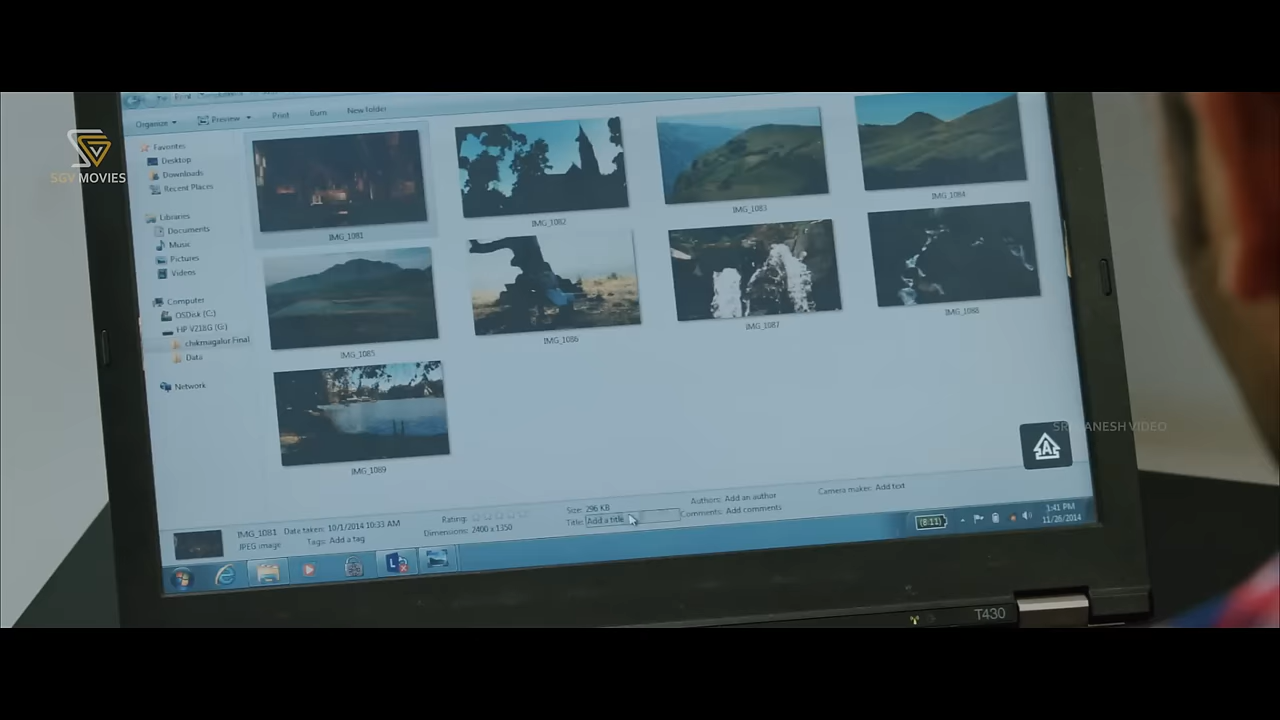 Organize
Preview
Print
Burn
New folder
SGV MOVIES
Favorites
Desktop
Downloads
Recent Places
Libraries
Documents
Music
Pictures
Videos
Computer
OSDisk (C:)
HP V218G (G:)
chikmagalur Final
Data
Network
IMG_1081
IMG_1082
IMG_1083
IMG_1084
IMG_1085
IMG_1086
IMG_1087
IMG_1088
IMG_1089
IMG_1081 Date taken: 10/1/2014 10:33 AM
JPEG image Tags: Add a tag
Rating:
Dimensions: 2400 x 1350
Size: 296 KB
Title: Add a title
Authors: Add an author
Comments: Add comments
Camera maker: Add text
(8:11)
1:41 PM
11/26/2014
T430